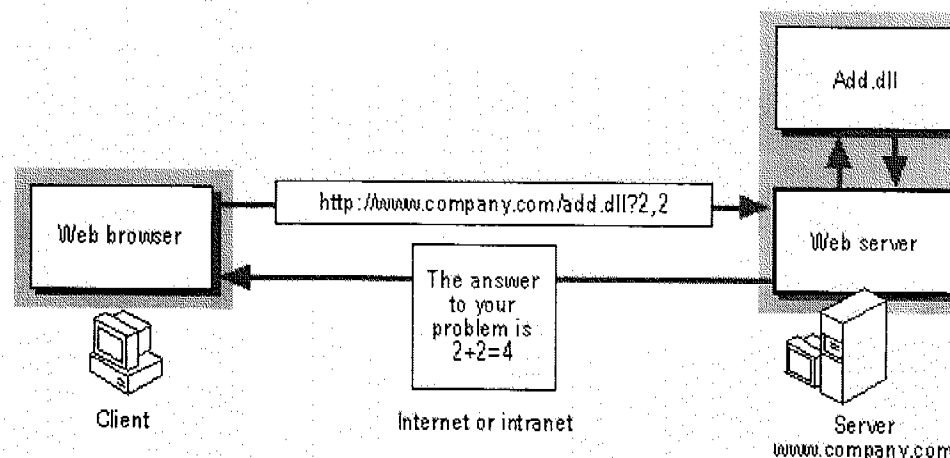 Add.dll
http://www.company.com/add.dll?2,2
Web browser
Web server
The answer
to your
problem is
2+2=4
Client
Internet or intranet
Server
www.company.com